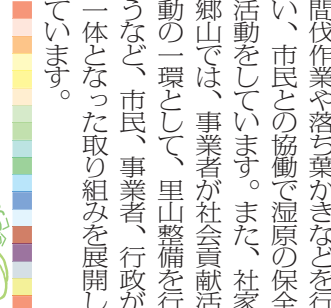 間伐作業や落ち葉かきなどを行
い、市民との協働で湿原の保全
活動をしています。また、社家
郷山では、事業者が社会貢献活
動の一環として、里山整備を行
うなど、市民、事業者、行政が
一体となった取り組みを展開し
ています。